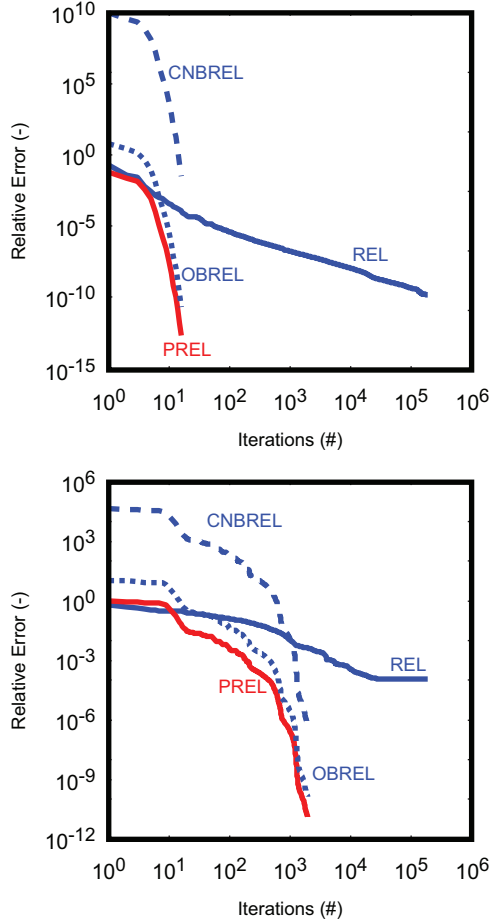 10^10
CNBREL
10^5
10^0
Relative Error (-)
10^-5
REL
OBREL
10^-10
PREL
10^-15
10^0 10^1 10^2 10^3 10^4 10^5 10^6
Iterations (#)
10^6
CNBREL
10^3
10^0
Relative Error (-)
REL
10^-3
PREL
10^-6
OBREL
10^-9
10^-12
10^0 10^1 10^2 10^3 10^4 10^5 10^6
Iterations (#)